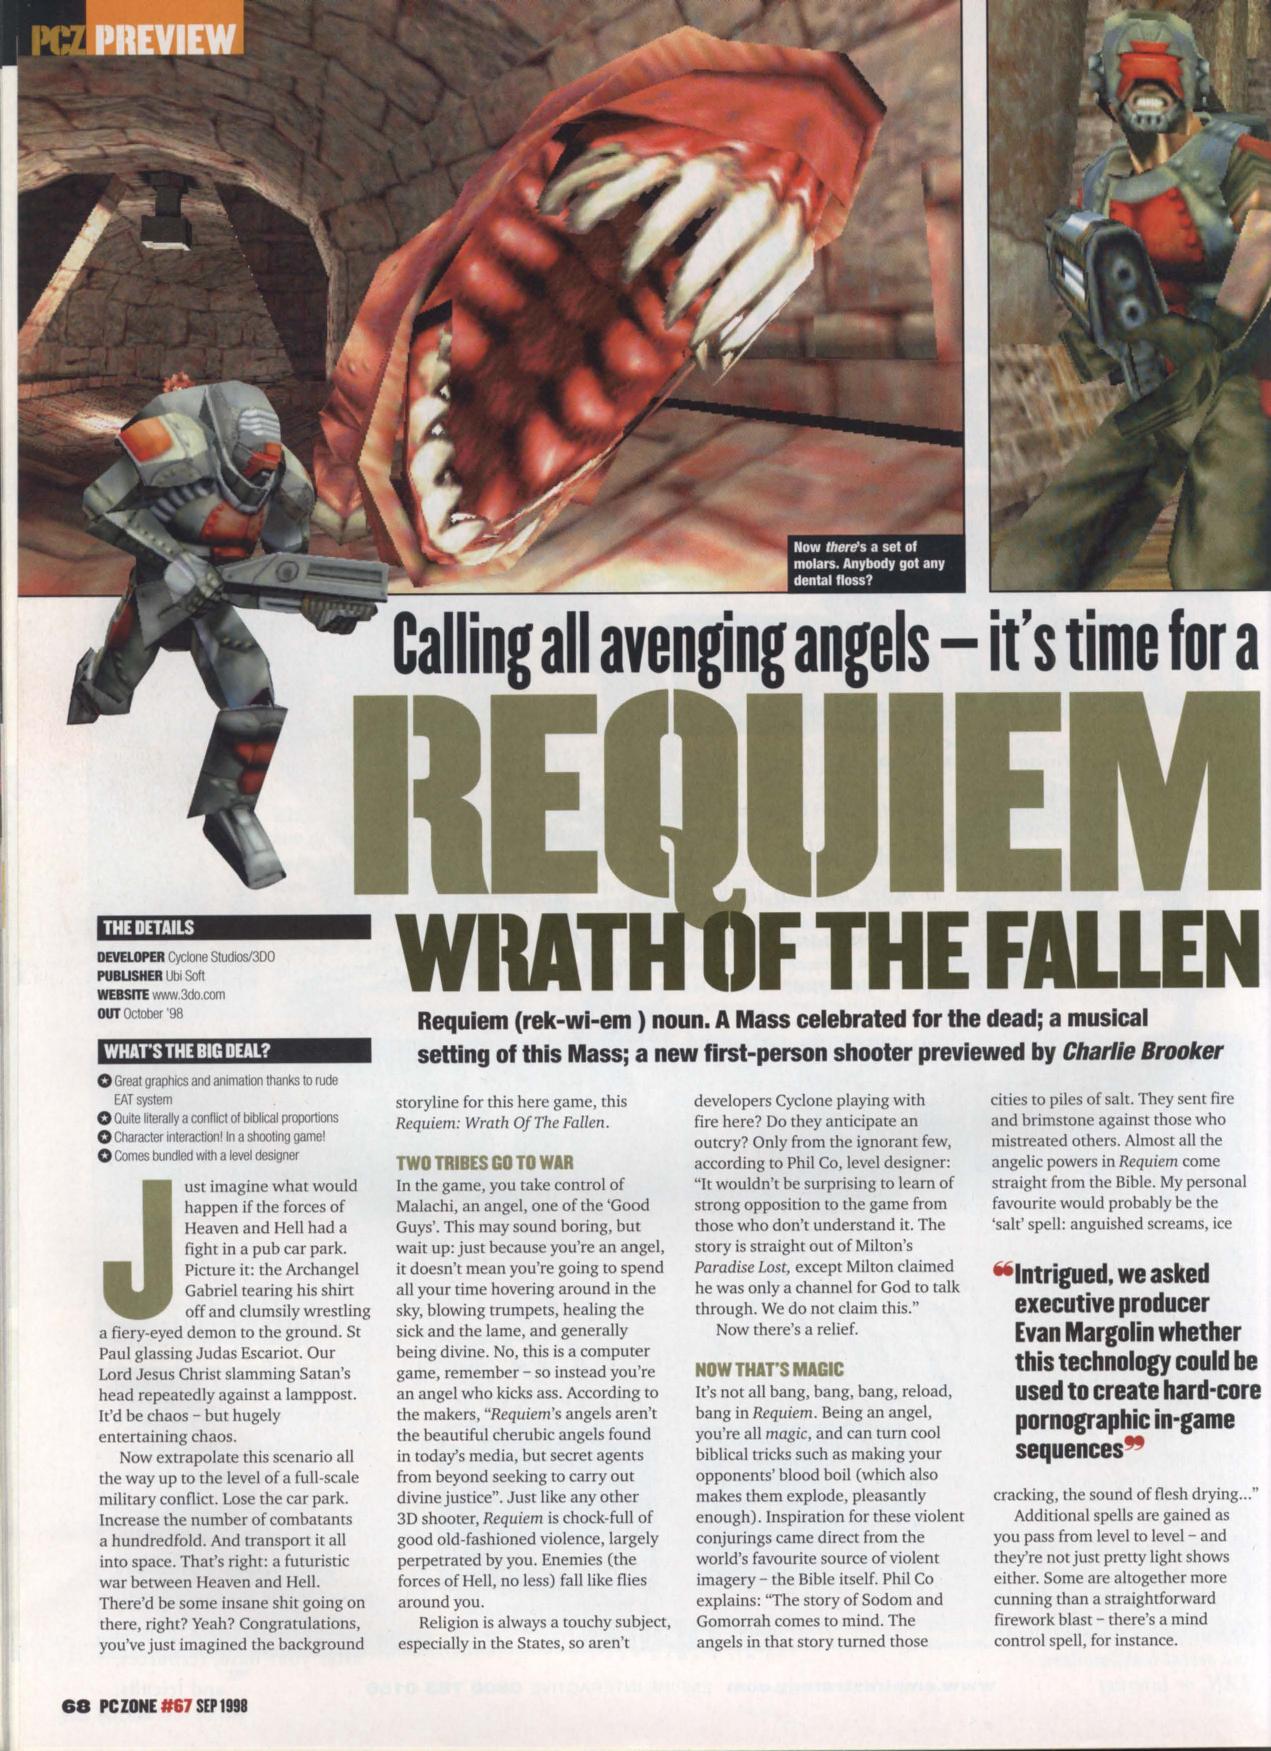 PCZ PREVIEW
Now there's a set of
molars. Anybody got any
dental floss?
Calling all avenging angels – it's time for a
REQUIEM
WRATH OF THE FALLEN
Requiem (rek-wi-em ) noun. A Mass celebrated for the dead; a musical
setting of this Mass; a new first-person shooter previewed by Charlie Brooker
THE DETAILS
DEVELOPER Cyclone Studios/3DO
PUBLISHER Ubi Soft
WEBSITE www.3do.com
OUT October '98
WHAT'S THE BIG DEAL?
Great graphics and animation thanks to rude
EAT system
Quite literally a conflict of biblical proportions
Character interaction! In a shooting game!
Comes bundled with a level designer
Just imagine what would
happen if the forces of
Heaven and Hell had a
fight in a pub car park.
Picture it: the Archangel
Gabriel tearing his shirt
off and clumsily wrestling
a fiery-eyed demon to the ground. St
Paul glassing Judas Escariot. Our
Lord Jesus Christ slamming Satan's
head repeatedly against a lamppost.
It'd be chaos – but hugely
entertaining chaos.
Now extrapolate this scenario all
the way up to the level of a full-scale
military conflict. Lose the car park.
Increase the number of combatants
a hundredfold. And transport it all
into space. That's right: a futuristic
war between Heaven and Hell.
There'd be some insane shit going on
there, right? Yeah? Congratulations,
you've just imagined the background
storyline for this here game, this
Requiem: Wrath Of The Fallen.
TWO TRIBES GO TO WAR
In the game, you take control of
Malachi, an angel, one of the 'Good
Guys'. This may sound boring, but
wait up: just because you're an angel,
it doesn't mean you're going to spend
all your time hovering around in the
sky, blowing trumpets, healing the
sick and the lame, and generally
being divine. No, this is a computer
game, remember – so instead you're
an angel who kicks ass. According to
the makers, "Requiem's angels aren't
the beautiful cherubic angels found
in today's media, but secret agents
from beyond seeking to carry out
divine justice". Just like any other
3D shooter, Requiem is chock-full of
good old-fashioned violence, largely
perpetrated by you. Enemies (the
forces of Hell, no less) fall like flies
around you.
Religion is always a touchy subject,
especially in the States, so aren't
developers Cyclone playing with
fire here? Do they anticipate an
outcry? Only from the ignorant few,
according to Phil Co, level designer:
"It wouldn't be surprising to learn of
strong opposition to the game from
those who don't understand it. The
story is straight out of Milton's
Paradise Lost, except Milton claimed
he was only a channel for God to talk
through. We do not claim this."
Now there's a relief.
NOW THAT'S MAGIC
It's not all bang, bang, bang, reload,
bang in Requiem. Being an angel,
you're all magic, and can turn cool
biblical tricks such as making your
opponents' blood boil (which also
makes them explode, pleasantly
enough). Inspiration for these violent
conjurings came direct from the
world's favourite source of violent
imagery – the Bible itself. Phil Co
explains: "The story of Sodom and
Gomorrah comes to mind. The
angels in that story turned those
cities to piles of salt. They sent fire
and brimstone against those who
mistreated others. Almost all the
angelic powers in Requiem come
straight from the Bible. My personal
favourite would probably be the
'salt' spell: anguished screams, ice
“Intrigued, we asked
executive producer
Evan Margolin whether
this technology could be
used to create hard-core
pornographic in-game
sequences”
cracking, the sound of flesh drying..."
Additional spells are gained as
you pass from level to level – and
they're not just pretty light shows
either. Some are altogether more
cunning than a straightforward
firework blast – there's a mind
control spell, for instance.
68 PC ZONE #67 SEP 1998